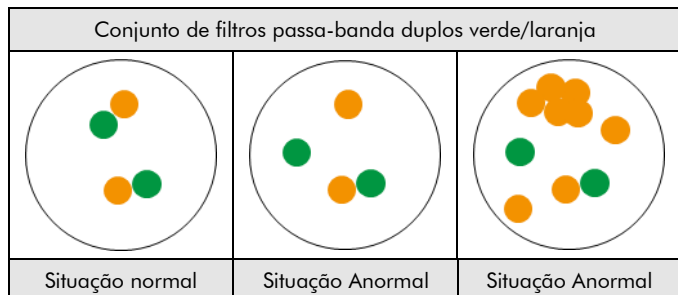 Conjunto de filtros passa-banda duplos verde/laranja
Situação normal
Situação Anormal
Situação Anormal